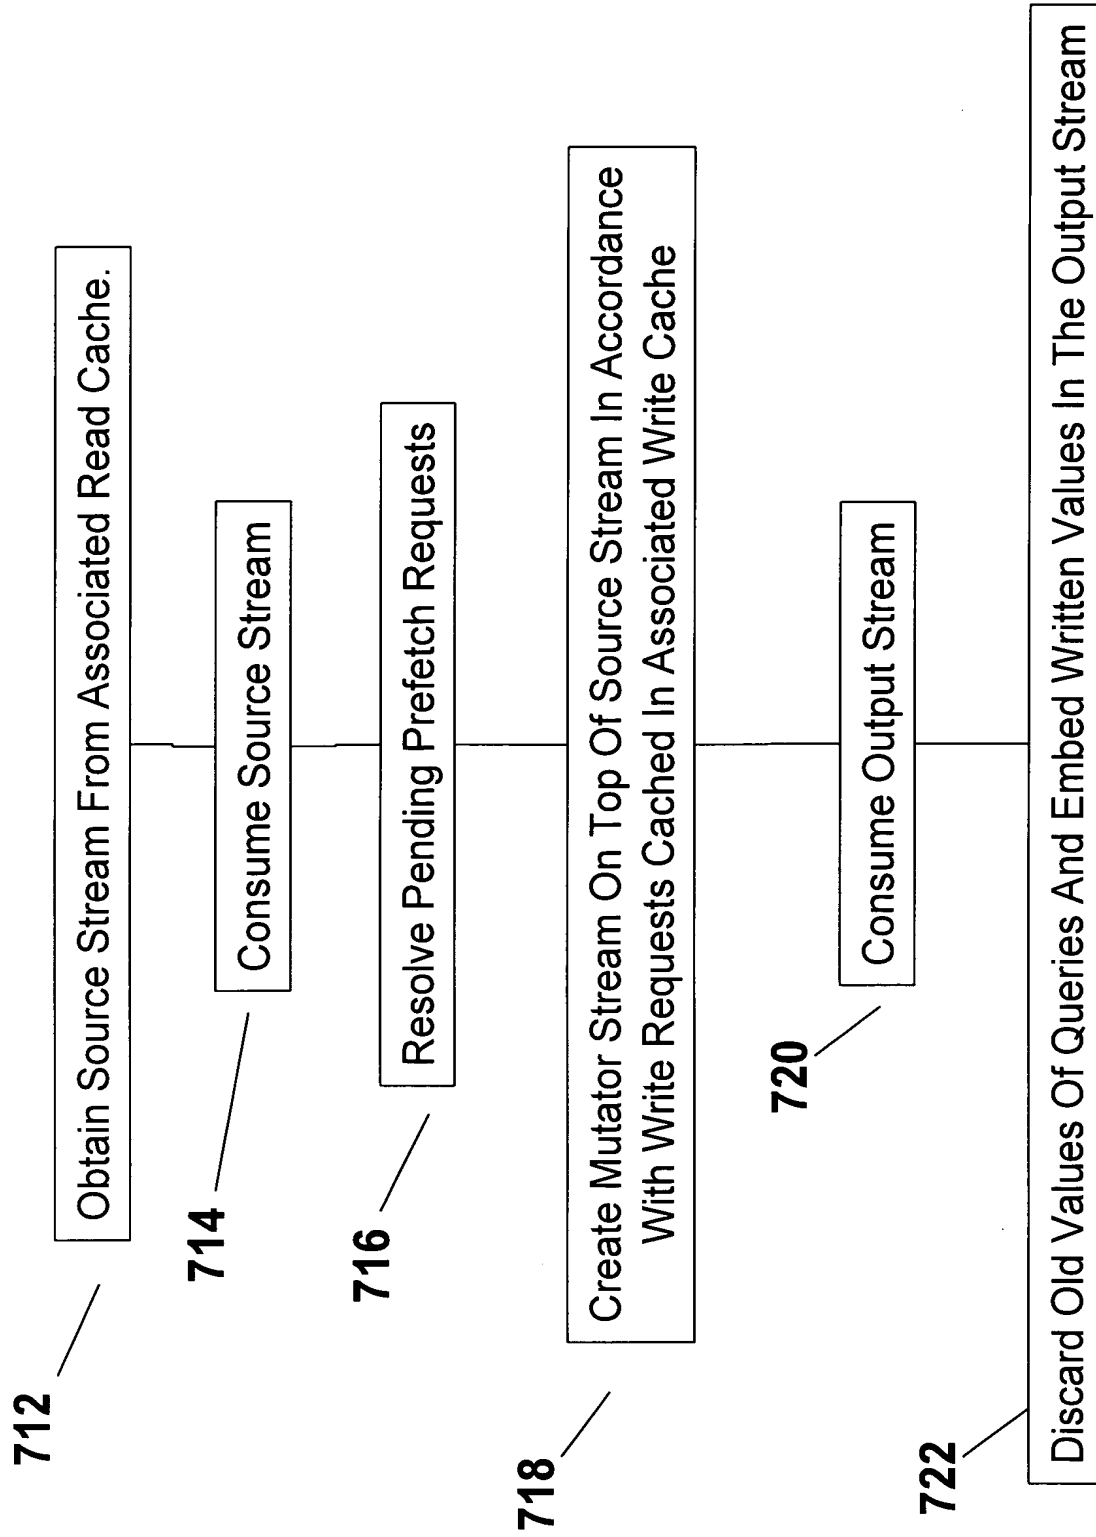 712
Obtain Source Stream From Associated Read Cache.
714
Consume Source Stream
716
Resolve Pending Prefetch Requests
718
Create Mutator Stream On Top Of Source Stream In Accordance
With Write Requests Cached In Associated Write Cache
720
Consume Output Stream
722
Discard Old Values Of Queries And Embed Written Values In The Output Stream